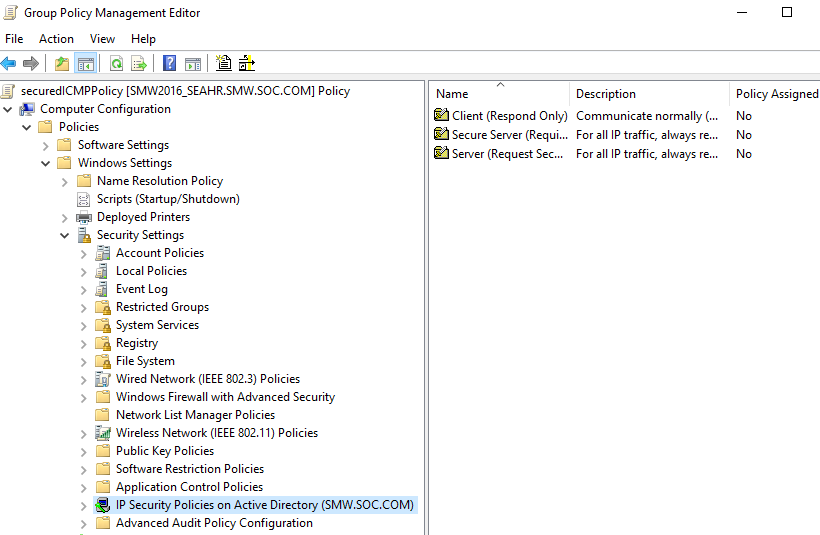 Group Policy Management Editor
File Action View Help
securedICMPPolicy [SMW2016_SEAHR.SMW.SOC.COM] Policy
Computer Configuration
Policies
Software Settings
Windows Settings
Name Resolution Policy
Scripts (Startup/Shutdown)
Deployed Printers
Security Settings
Account Policies
Local Policies
Event Log
Restricted Groups
System Services
Registry
File System
Wired Network (IEEE 802.3) Policies
Windows Firewall with Advanced Security
Network List Manager Policies
Wireless Network (IEEE 802.11) Policies
Public Key Policies
Software Restriction Policies
Application Control Policies
IP Security Policies on Active Directory (SMW.SOC.COM)
Advanced Audit Policy Configuration
Name Description Policy Assigned
Client (Respond Only) Communicate normally (... No
Secure Server (Requi... For all IP traffic, always re... No
Server (Request Sec... For all IP traffic, always re... No